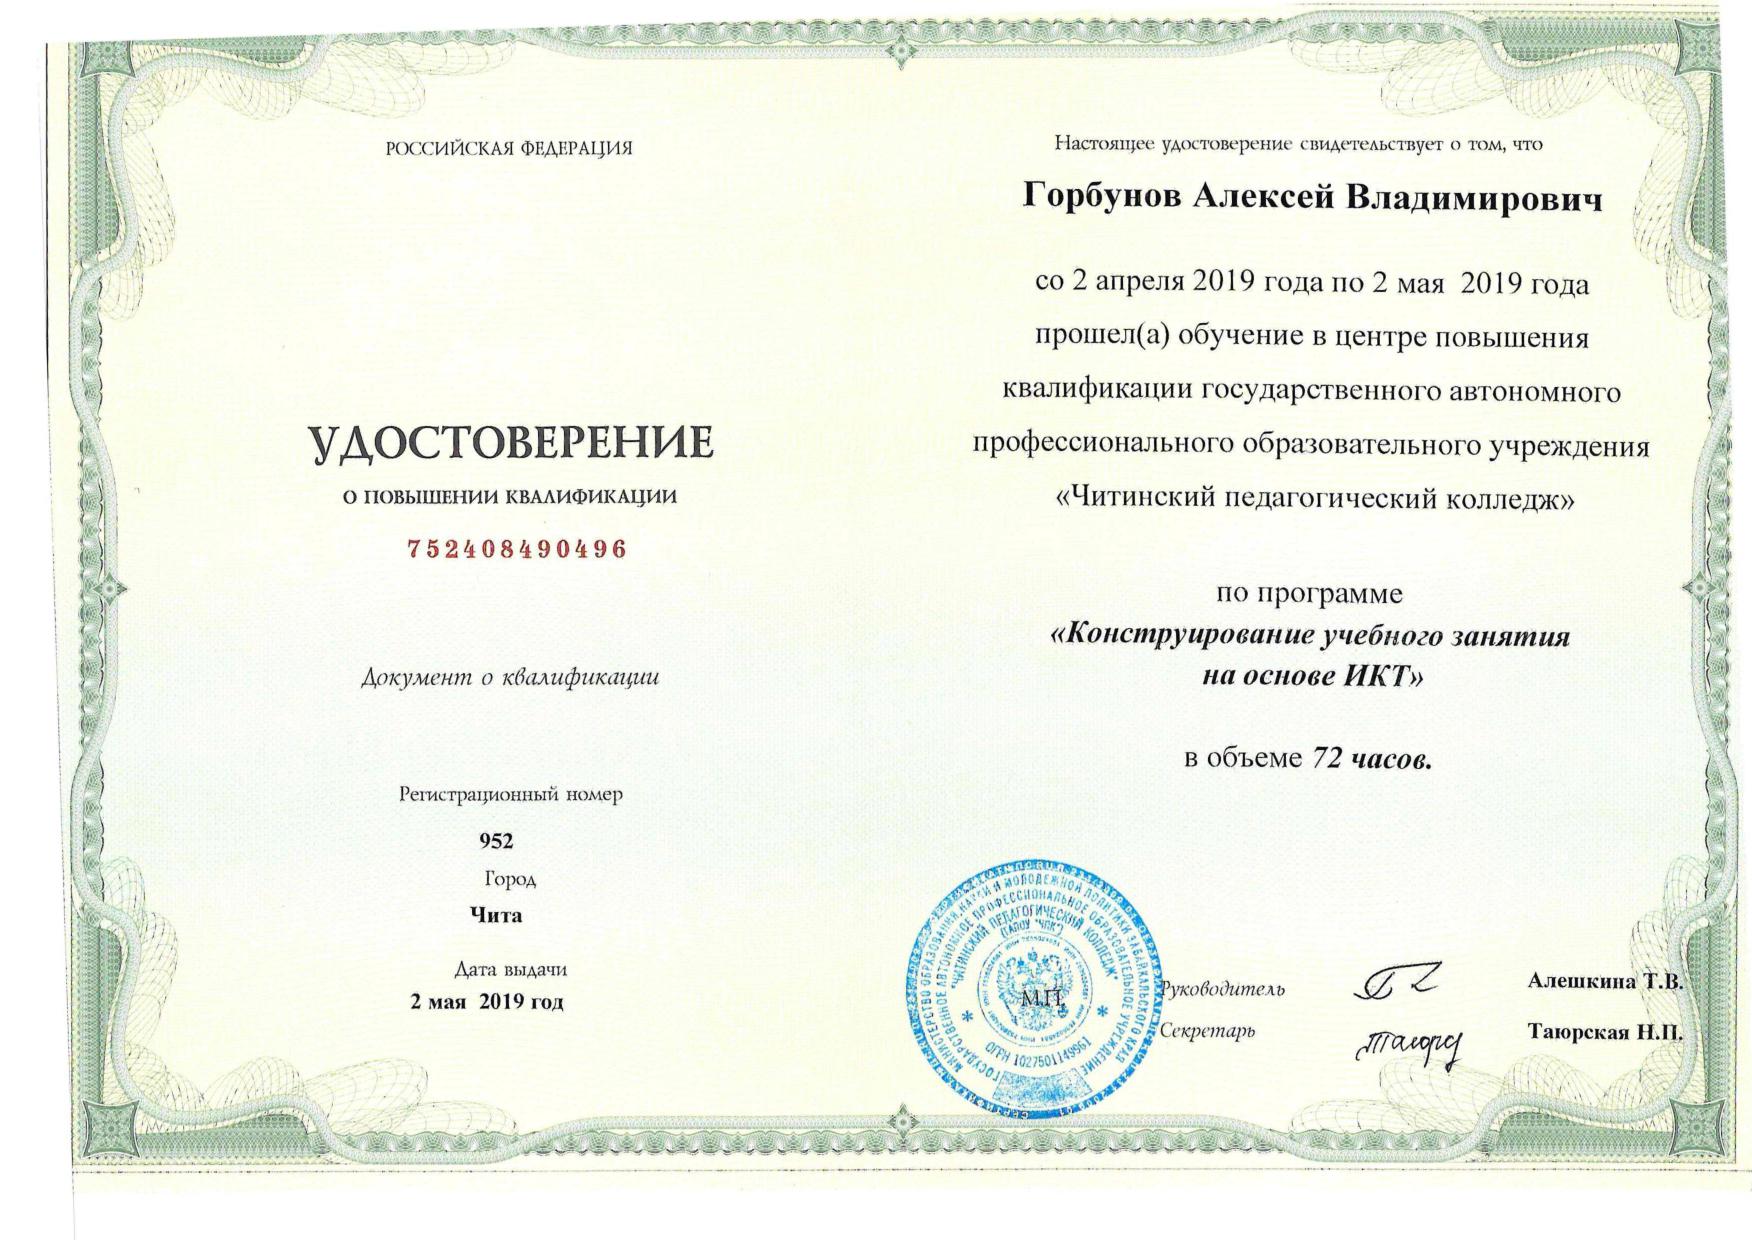 РОССИЙСКАЯ ФЕДЕРАЦИЯ
УДОСТОВЕРЕНИЕ
О ПОВЫШЕНИИ КВАЛИФИКАЦИИ
752408490496
Документ о квалификации
Регистрационный номер
952
Город
Чита
Дата выдачи
2 мая 2019 год
Настоящее удостоверение свидетельствует о том, что
Горбунов Алексей Владимирович
со 2 апреля 2019 года по 2 мая 2019 года
прошел(а) обучение в центре повышения
квалификации государственного автономного
профессионального образовательного учреждения
«Читинский педагогический колледж»
по программе
«Конструирование учебного занятия
на основе ИКТ»
в объеме 72 часов.
МИНИСТЕРСТВО ОБРАЗОВАНИЯ, НАУКИ И МОЛОДЕЖНОЙ ПОЛИТИКИ ЗАБАЙКАЛЬСКОГО КРАЯ
ГОСУДАРСТВЕННОЕ АВТОНОМНОЕ ПРОФЕССИОНАЛЬНОЕ ОБРАЗОВАТЕЛЬНОЕ УЧРЕЖДЕНИЕ
"ЧИТИНСКИЙ ПЕДАГОГИЧЕСКИЙ КОЛЛЕДЖ"
(ГАПОУ "ЧПК")
ОГРН 1027501149961
М.П.
Руководитель Алешкина Т.В.
Секретарь Таюрская Н.П.